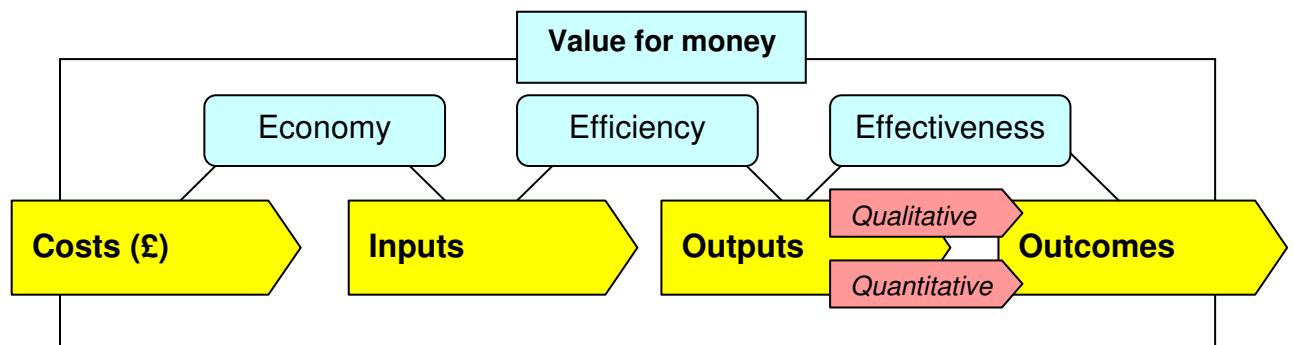 Value for money
Economy
Efficiency
Effectiveness
Costs (£)
Inputs
Outputs
Qualitative
Quantitative
Outcomes